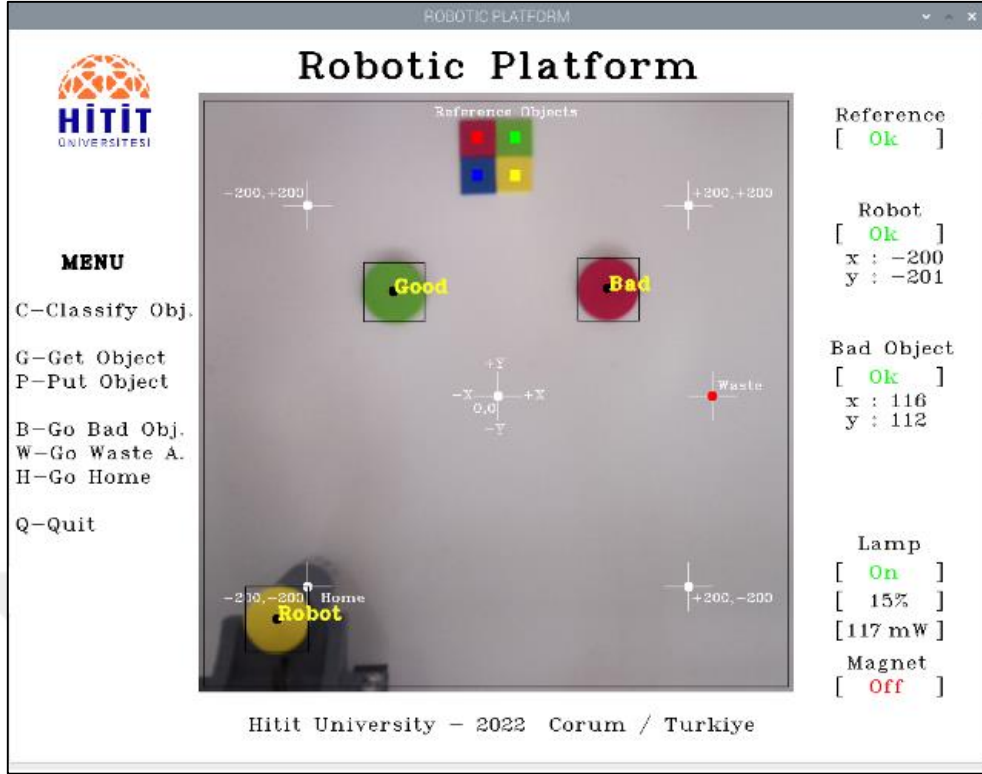 ROBOTIC PLATFORM
Robotic Platform
HİTİT
ÜNİVERSİTESİ
MENU
C-Classify Obj.
G-Get Object
P-Put Object
B-Go Bad Obj.
W-Go Waste A.
H-Go Home
Q-Quit
Reference Objects
-200,+200
+200,+200
Good
Bad
+Y
-X
+X
0,0
-Y
Waste
-200,-200
Home
+200,-200
Robot
Reference
[ Ok ]
Robot
[ Ok ]
x : -200
y : -201
Bad Object
[ Ok ]
x : 116
y : 112
Lamp
[ On ]
[ 15% ]
[117 mW ]
Magnet
[ Off ]
Hitit University - 2022 Corum / Turkiye